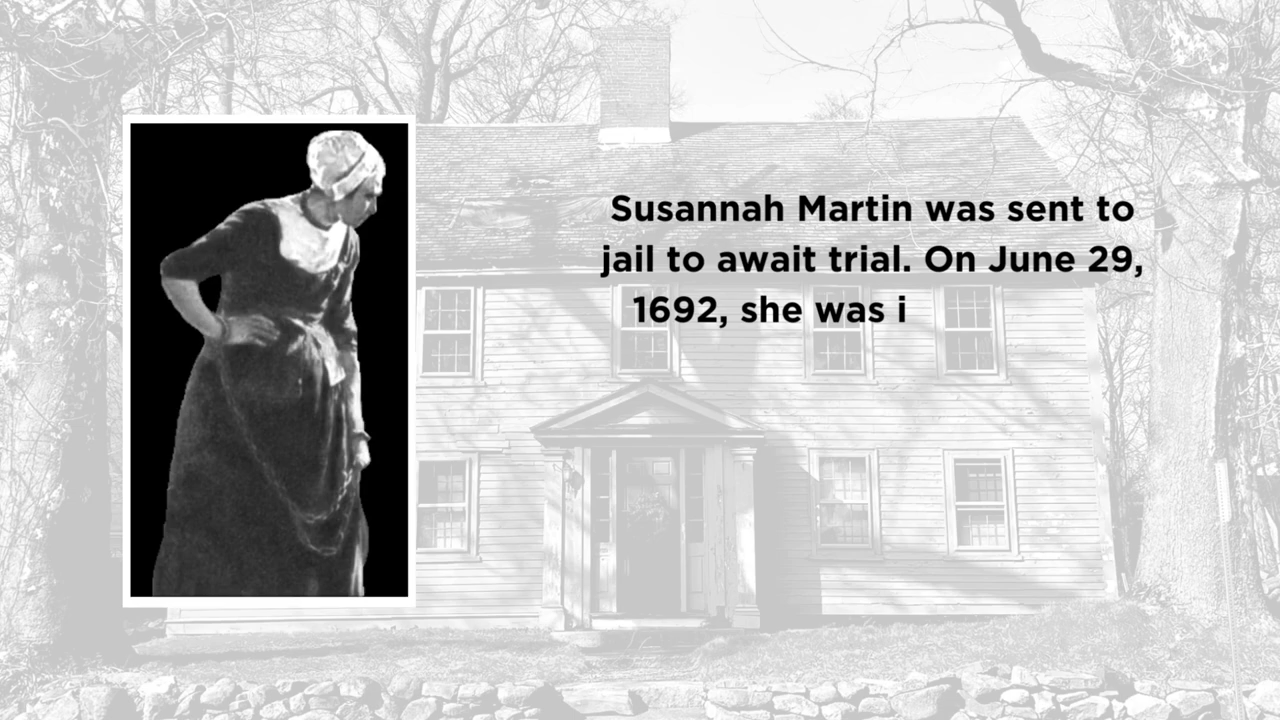 Susannah Martin was sent to
jail to await trial. On June 29,
1692, she was i